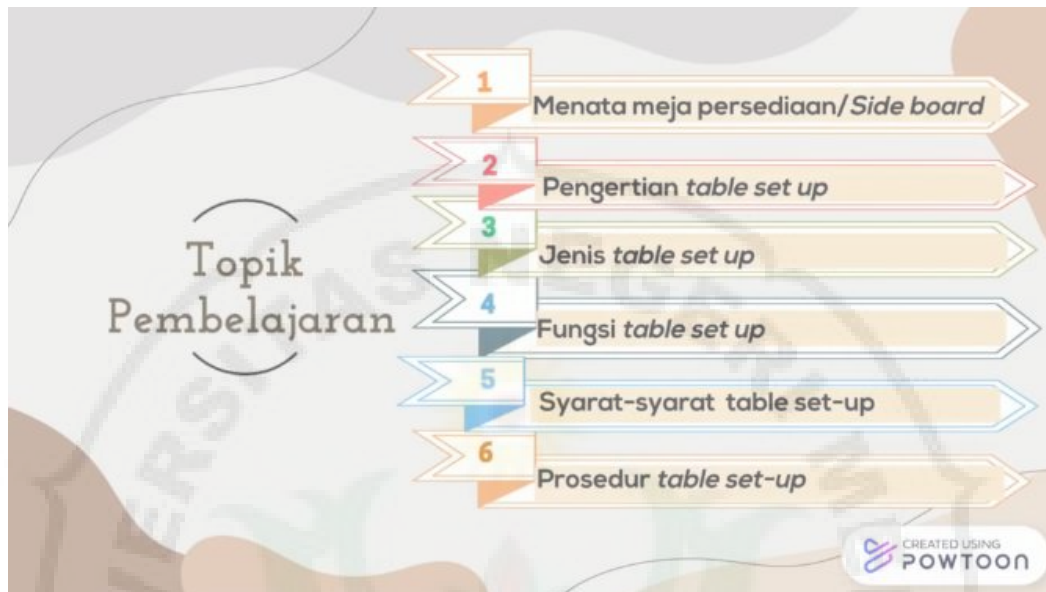 Topik
Pembelajaran
1
Menata meja persediaan/Side board
2
Pengertian table set up
3
Jenis table set up
4
Fungsi table set up
5
Syarat-syarat table set-up
6
Prosedur table set-up
CREATED USING
POWTOON